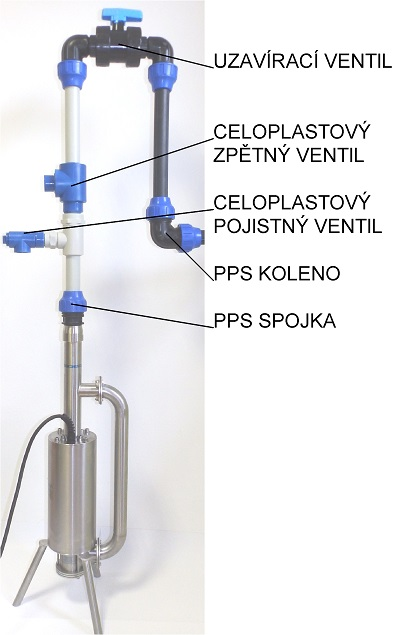 UZAVÍRACÍ VENTIL
CELOPLASTOVÝ
ZPĚTNÝ VENTIL
CELOPLASTOVÝ
POJISTNÝ VENTIL
PPS KOLENO
PPS SPOJKA